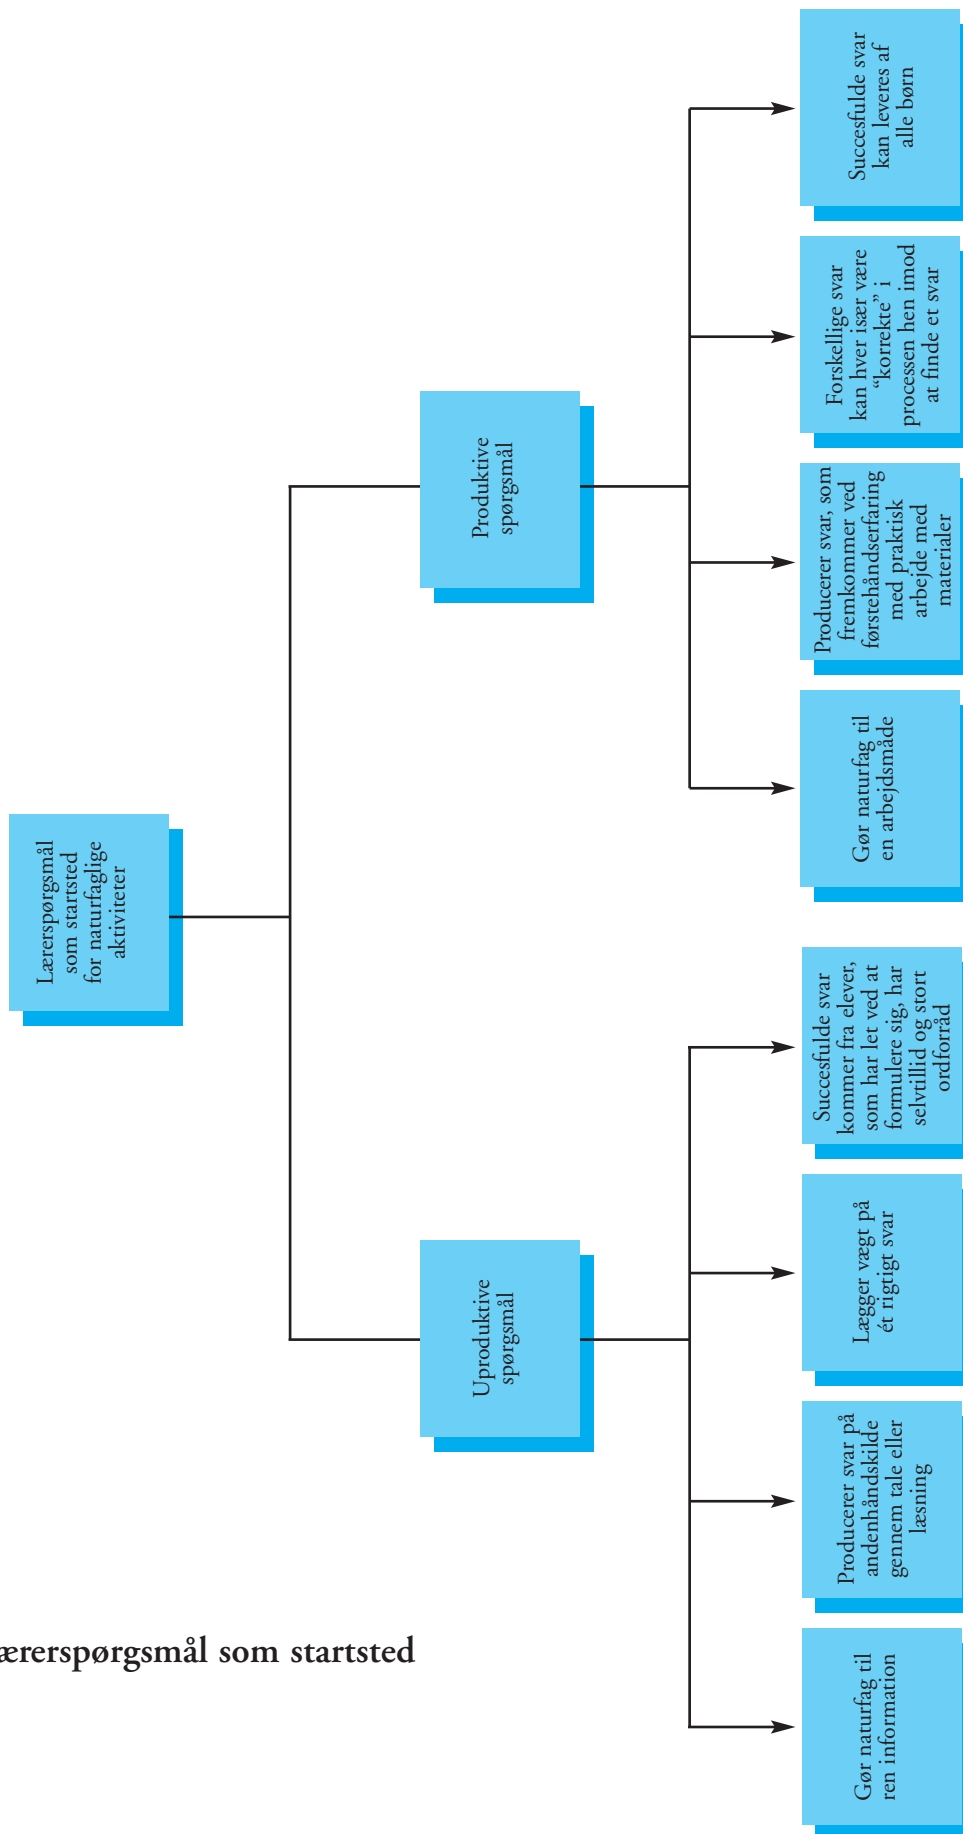 Lærerspørgsmål
som startsted
for naturfaglige
aktiviteter
Uproduktive
spørgsmål
Produktive
spørgsmål
Gør naturfag til
ren information
Producerer svar på
andenhåndskilde
gennem tale eller
læsning
Lægger vægt på
ét rigtigt svar
Succesfulde svar
kommer fra elever,
som har let ved at
formulere sig, har
selvtillid og stort
ordforråd
Gør naturfag til
en arbejdsmåde
Producerer svar, som
fremkommer ved
førstehåndserfaring
med praktisk
arbejde med
materialer
Forskellige svar
kan hver især være
“korrekte” i
processen hen imod
at finde et svar
Succesfulde svar
kan leveres af
alle børn
ærerspørgsmål som startsted